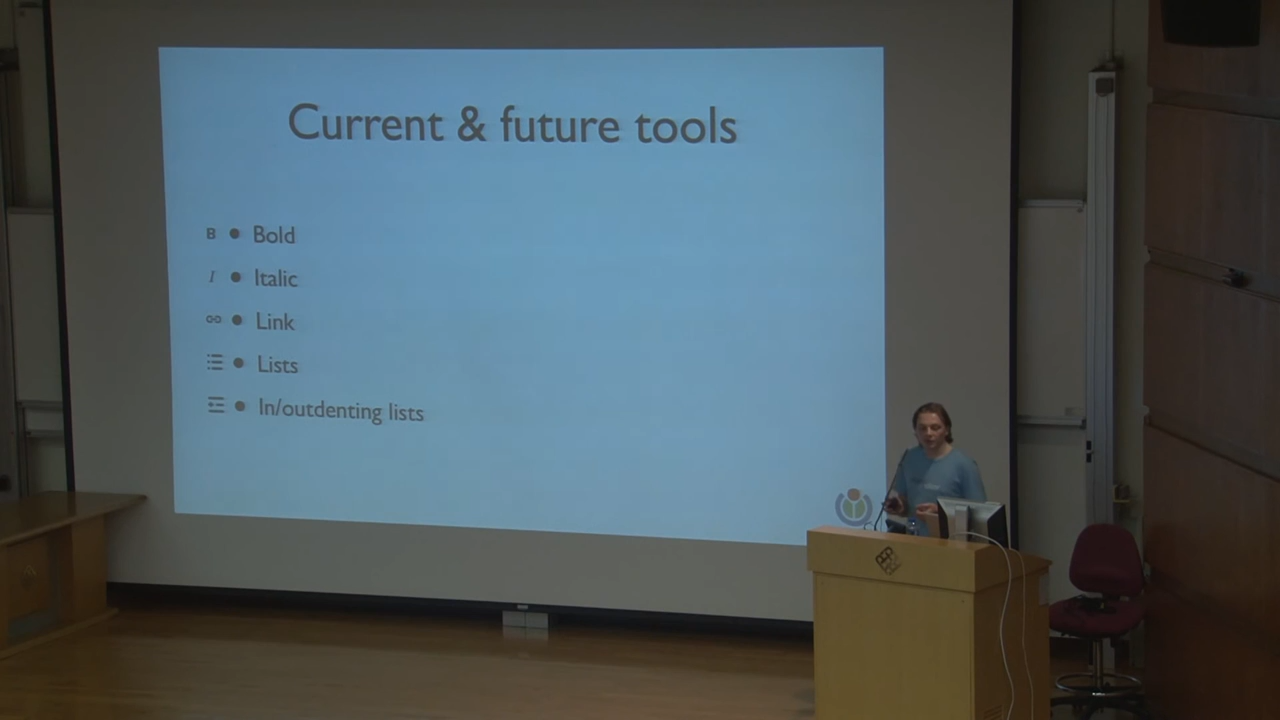 Current & future tools
B • Bold
I • Italic
• Link
• Lists
• In/outdenting lists